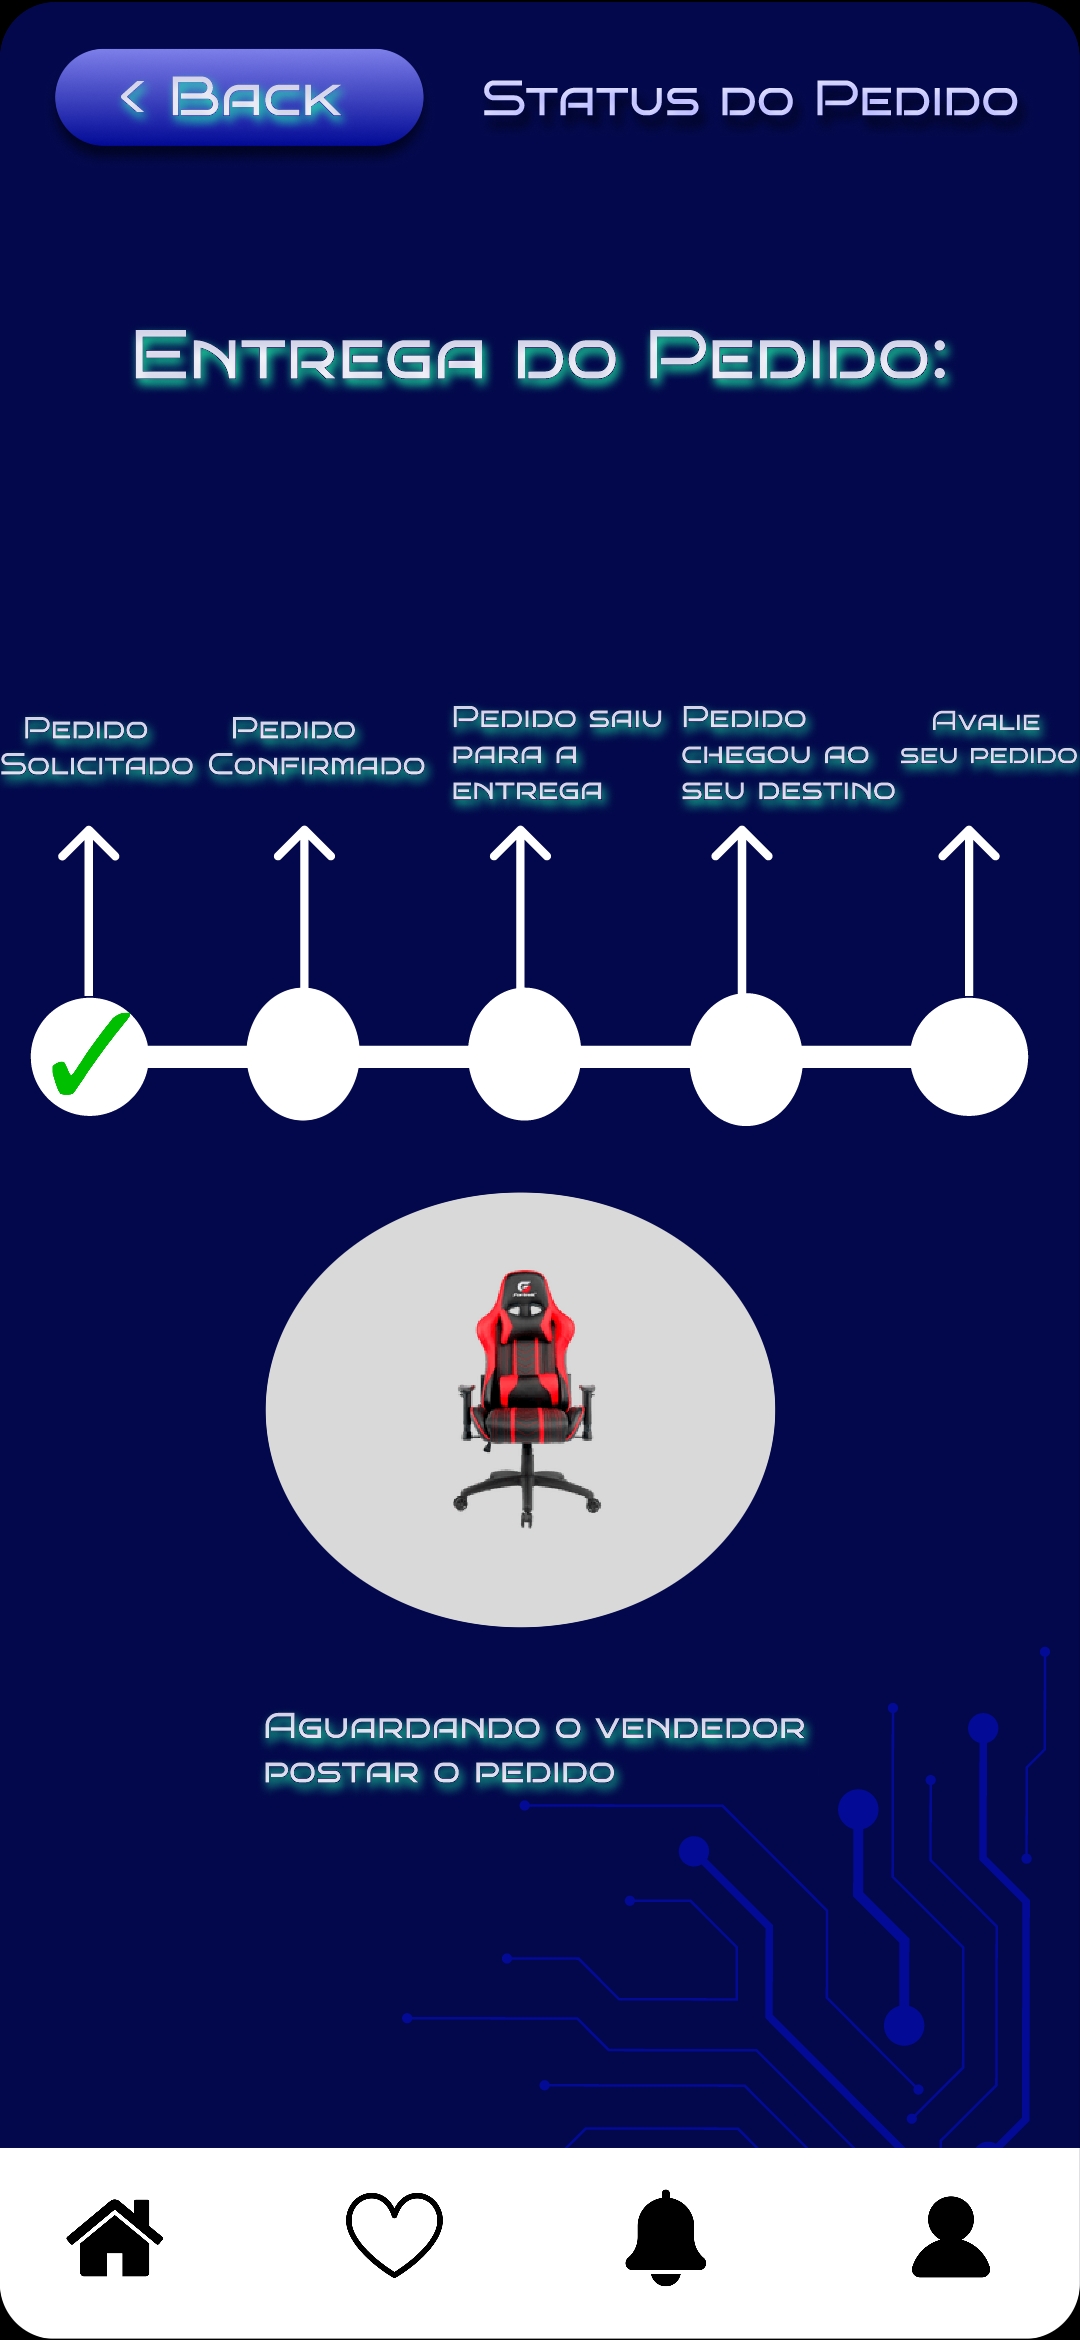 < Back
Status do Pedido
Entrega do Pedido:
Pedido
Solicitado
Pedido
Confirmado
Pedido saiu
para a
entrega
Pedido
chegou ao
seu destino
Avalie
seu pedido
Aguardando o vendedor
postar o pedido